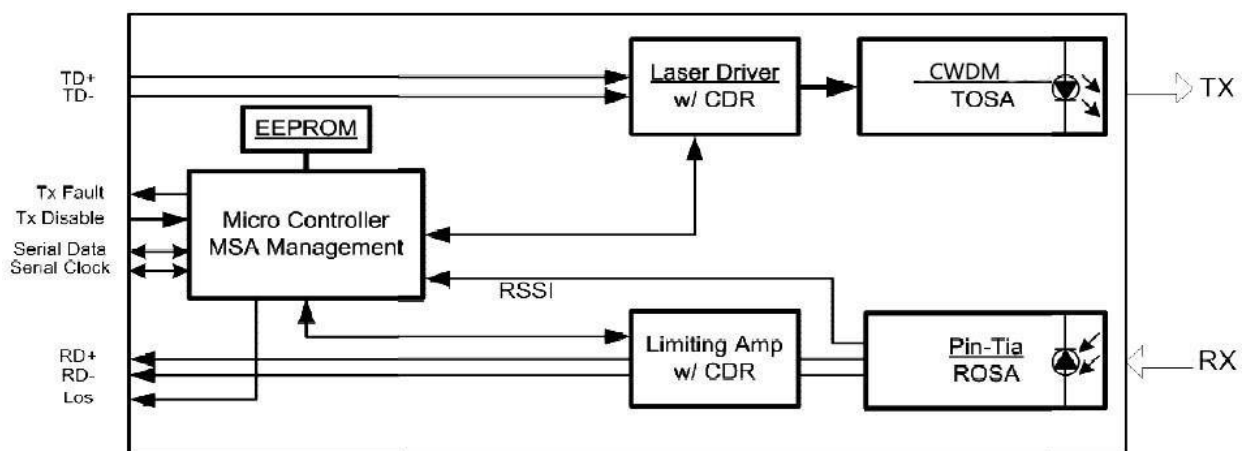 TD+
TD-
Laser Driver
w/ CDR
CWDM
TOSA
TX
EEPROM
Tx Fault
Tx Disable
Serial Data
Serial Clock
Micro Controller
MSA Management
RSSI
RD+
RD-
Los
Limiting Amp
w/ CDR
Pin-Tia
ROSA
RX